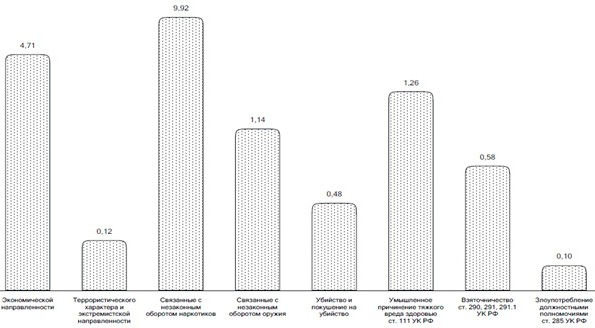 9,92
4,71
1,26
1,14
0,58
0,48
0,12
0,10
Экономической
направленности
Террористического
характера и
экстремистской
направленности
Связанные с
незаконным
оборотом наркотиков
Связанные с
незаконным
оборотом оружия
Убийство и
покушение на
убийство
Умышленное
причинение тяжкого
вреда здоровью
ст. 111 УК РФ
Взяточничество
ст. 290, 291, 291.1
УК РФ
Злоупотребление
должностными
полномочиями
ст. 285 УК РФ